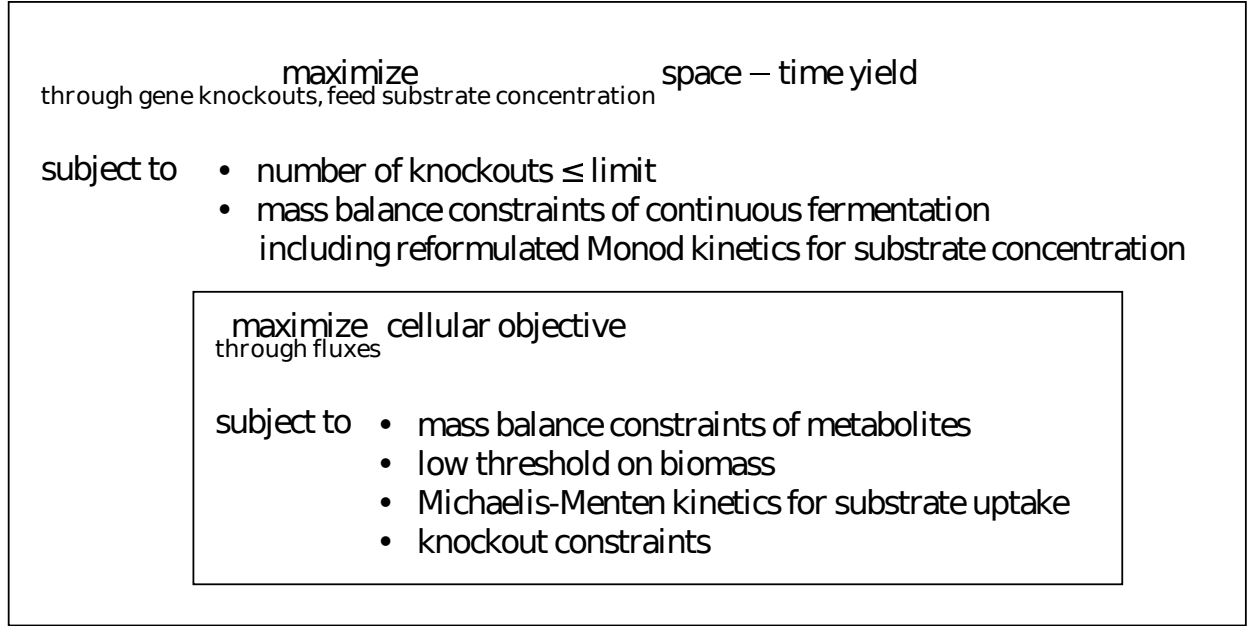 maximize space − time yield
through gene knockouts, feed substrate concentration
subject to • number of knockouts ≤ limit
• mass balance constraints of continuous fermentation
including reformulated Monod kinetics for substrate concentration
maximize cellular objective
through fluxes
subject to • mass balance constraints of metabolites
• low threshold on biomass
• Michaelis-Menten kinetics for substrate uptake
• knockout constraints